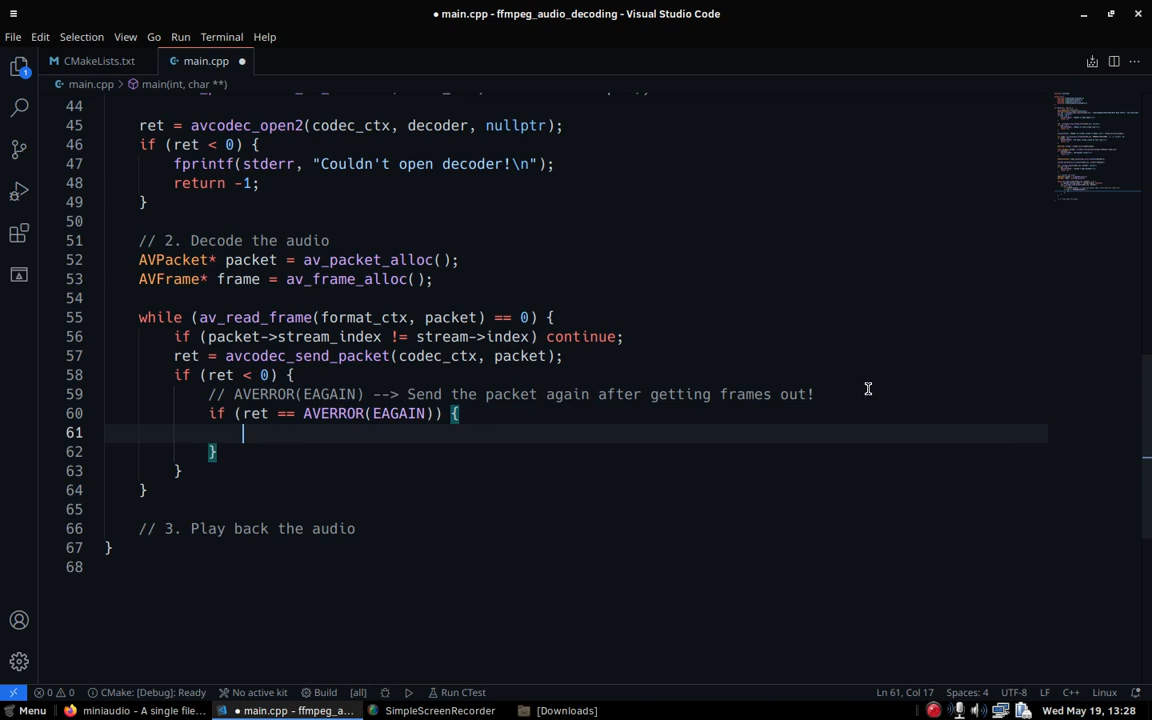 ● main.cpp - ffmpeg_audio_decoding - Visual Studio Code
File Edit Selection View Go Run Terminal Help
M CMakeLists.txt
main.cpp ●
main.cpp > main(int, char **)
1
44
45 ret = avcodec_open2(codec_ctx, decoder, nullptr);
46 if (ret < 0) {
47 fprintf(stderr, "Couldn't open decoder!\n");
48 return -1;
49 }
50
51 // 2. Decode the audio
52 AVPacket* packet = av_packet_alloc();
53 AVFrame* frame = av_frame_alloc();
54
55 while (av_read_frame(format_ctx, packet) == 0) {
56 if (packet->stream_index != stream->index) continue;
57 ret = avcodec_send_packet(codec_ctx, packet);
58 if (ret < 0) {
59 // AVERROR(EAGAIN) --> Send the packet again after getting frames out!
60 if (ret == AVERROR(EAGAIN)) {
61
62 }
63 }
64 }
65
66 // 3. Play back the audio
67 }
68
0 0 CMake: [Debug]: Ready No active kit Build [all] Run CTest Ln 61, Col 17 Spaces: 4 UTF-8 LF C++ Linux
Menu miniaudio - A single file... ● main.cpp - ffmpeg_a... SimpleScreenRecorder [Downloads] Wed May 19, 13:28